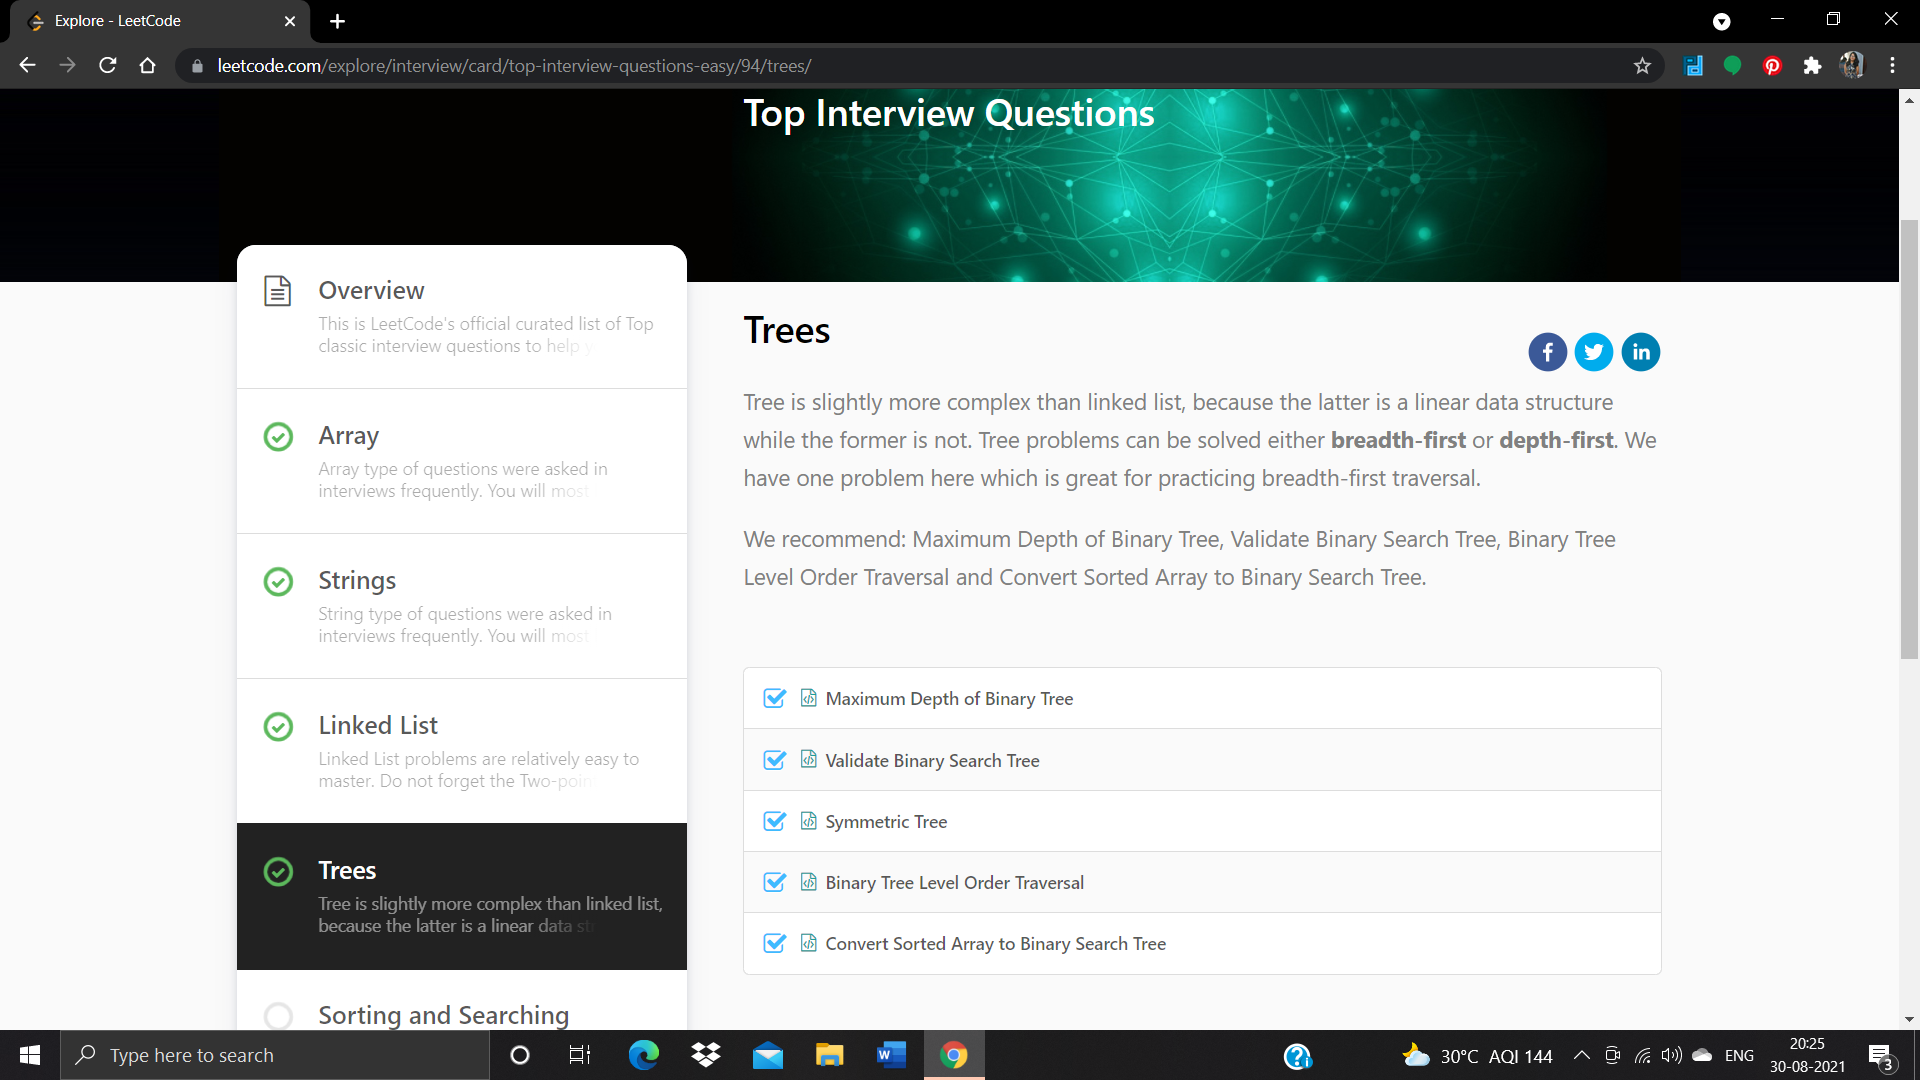 Explore - LeetCode
leetcode.com/explore/interview/card/top-interview-questions-easy/94/trees/
Top Interview Questions
Overview
This is LeetCode's official curated list of Top
classic interview questions to help
Array
Array type of questions were asked in
interviews frequently. You will most
Strings
String type of questions were asked in
interviews frequently. You will most
Linked List
Linked List problems are relatively easy to
master. Do not forget the Two-poin
Trees
Tree is slightly more complex than linked list,
because the latter is a linear data st
Sorting and Searching
Trees
Tree is slightly more complex than linked list, because the latter is a linear data structure
while the former is not. Tree problems can be solved either breadth-first or depth-first. We
have one problem here which is great for practicing breadth-first traversal.
We recommend: Maximum Depth of Binary Tree, Validate Binary Search Tree, Binary Tree
Level Order Traversal and Convert Sorted Array to Binary Search Tree.
Maximum Depth of Binary Tree
Validate Binary Search Tree
Symmetric Tree
Binary Tree Level Order Traversal
Convert Sorted Array to Binary Search Tree
Type here to search
30°C AQI 144
ENG
20:25
30-08-2021
3